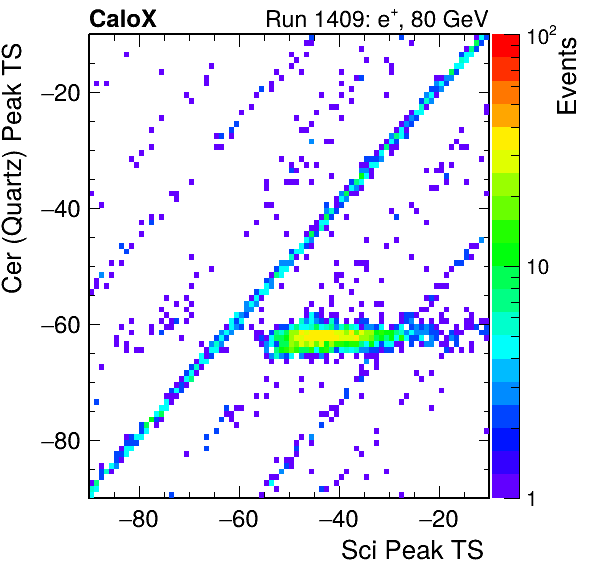 CaloX Run 1409: e⁺, 80 GeV
Cer (Quartz) Peak TS
−20
−40
−60
−80
−80 −60 −40 −20
Sci Peak TS
10²
10
1
Events